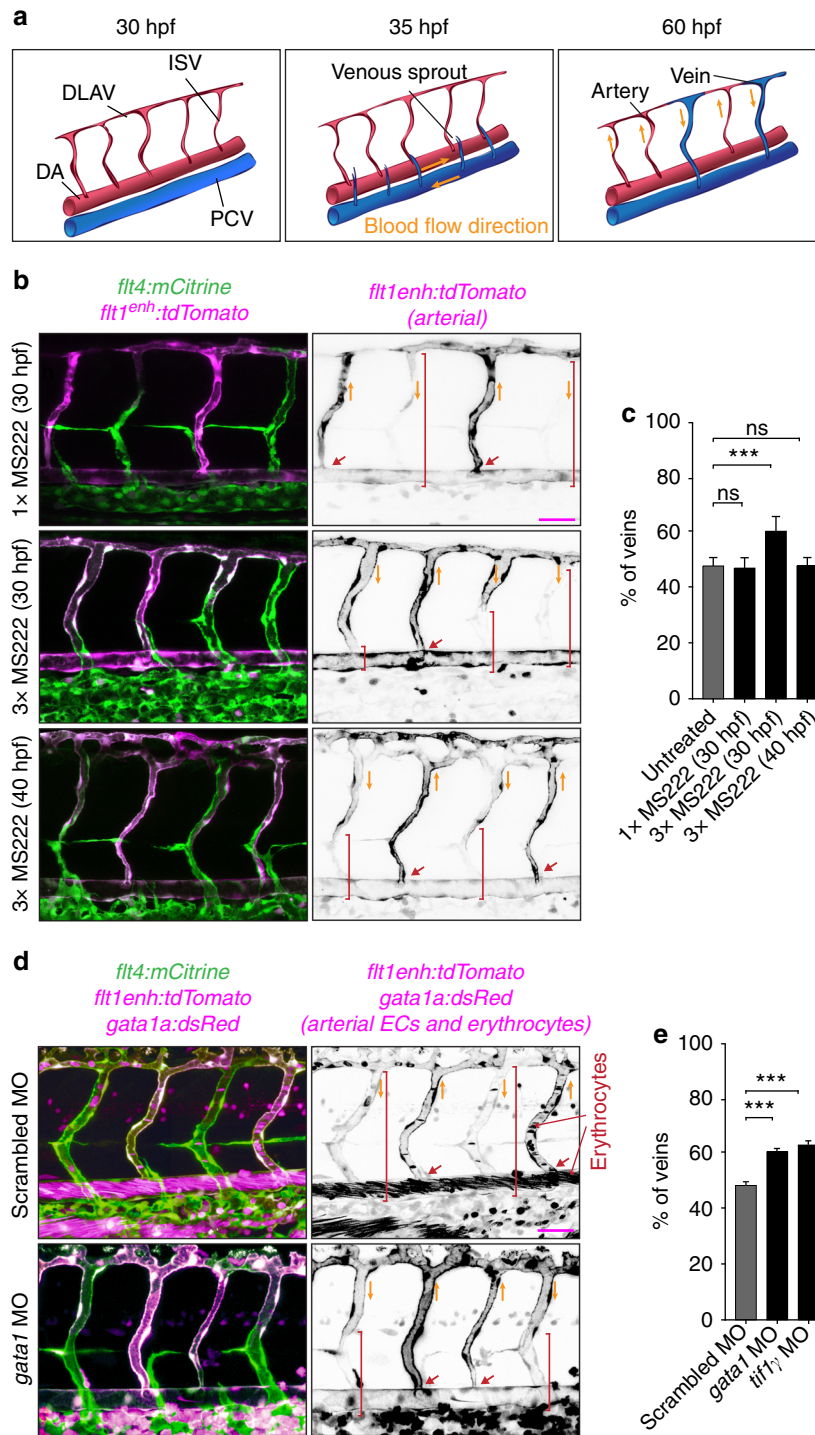 a
30 hpf
35 hpf
60 hpf
ISV
DLAV
DA
PCV
Venous sprout
Blood flow direction
Vein
Artery
b
flt4:mCitrine
flt1enh:tdTomato
flt1enh:tdTomato
(arterial)
1× MS222 (30 hpf)
3× MS222 (30 hpf)
3× MS222 (40 hpf)
c
% of veins
100
80
60
40
20
0
ns
***
ns
Untreated
1× MS222 (30 hpf)
3× MS222 (30 hpf)
3× MS222 (40 hpf)
d
flt4:mCitrine
flt1enh:tdTomato
gata1a:dsRed
flt1enh:tdTomato
gata1a:dsRed
(arterial ECs and erythrocytes)
Scrambled MO
gata1 MO
Erythrocytes
e
% of veins
100
80
60
40
20
0
***
***
Scrambled MO
gata1 MO
tif1γ MO